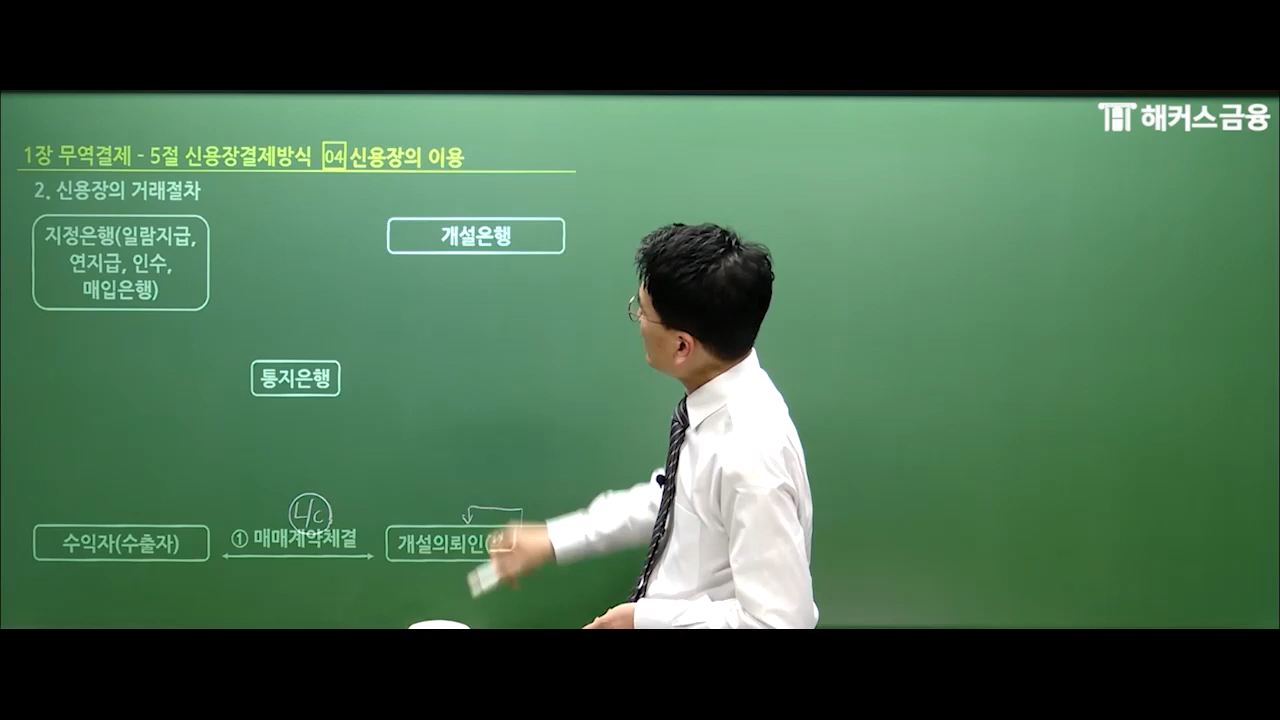 해커스금융
1장 무역결제 - 5절 신용장결제방식 04 신용장의 이용
2. 신용장의 거래절차
지정은행(일람지급,
연지급, 인수,
매입은행)
개설은행
통지은행
L/C
수익자(수출자)
① 매매계약체결
개설의뢰인(